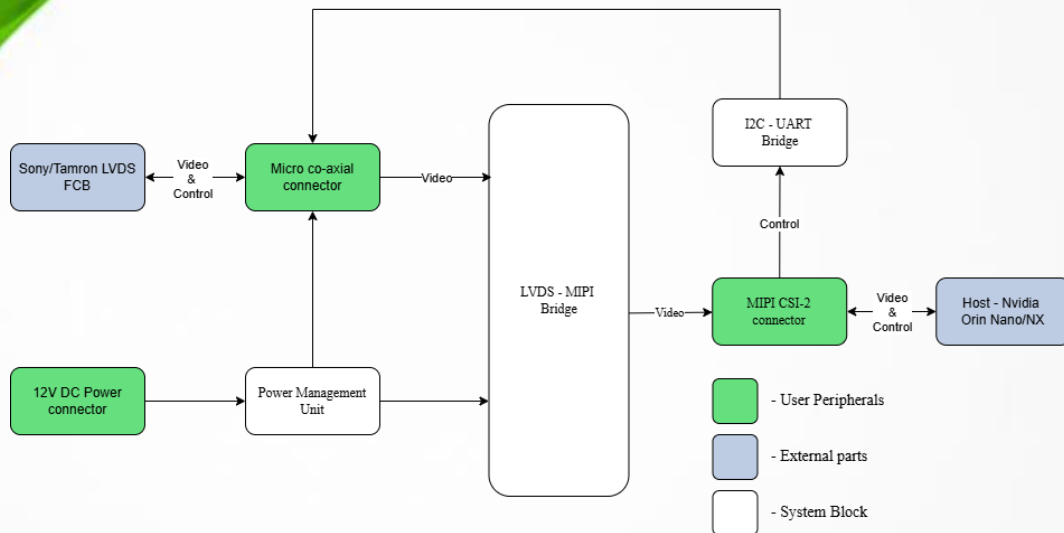 I2C - UART
Bridge
Sony/Tamron LVDS
FCB
Video
&
Control
Micro co-axial
connector
Video
Control
LVDS - MIPI
Bridge
Video
MIPI CSI-2
connector
Video
&
Control
Host - Nvidia
Orin Nano/NX
12V DC Power
connector
Power Management
Unit
- User Peripherals
- External parts
- System Block